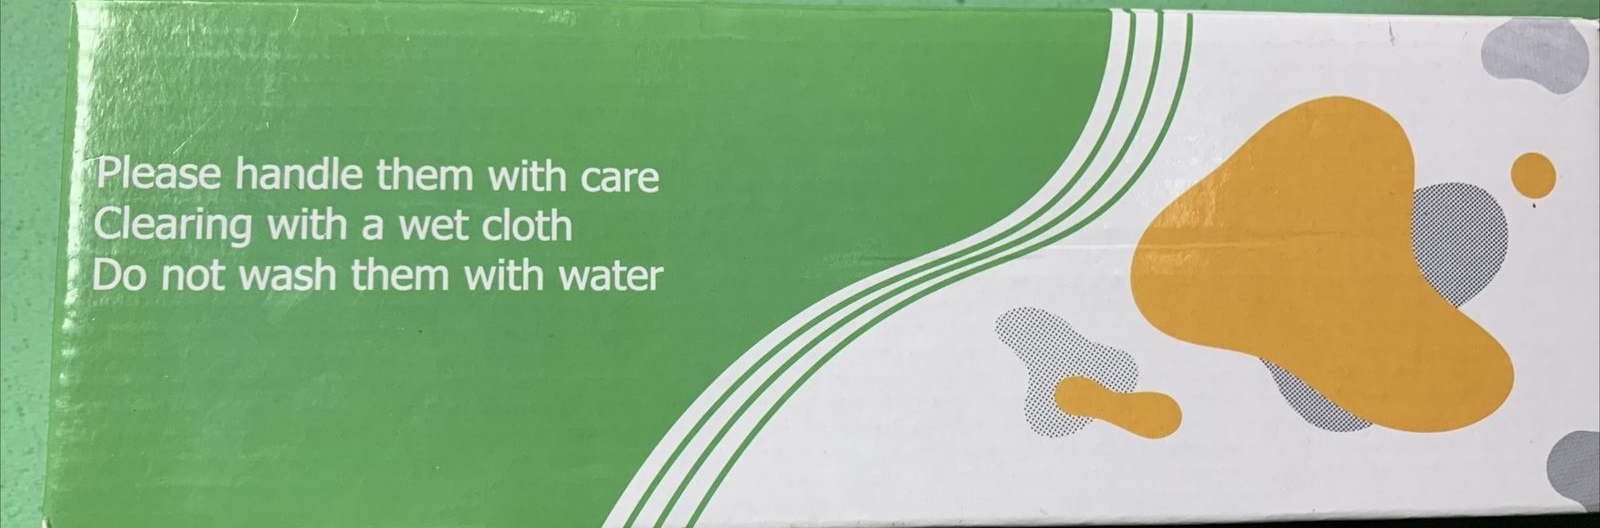 Please handle them with care
Clearing with a wet cloth
Do not wash them with water